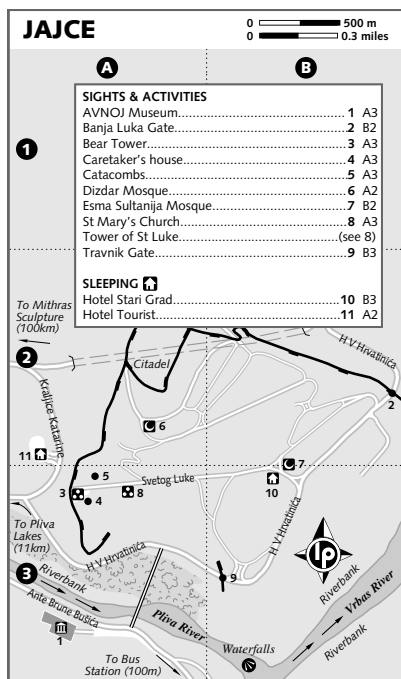 JAJCE
0 500 m
0 0.3 miles
A
B
SIGHTS & ACTIVITIES
AVNOJ Museum 1 A3
Banja Luka Gate 2 B2
Bear Tower 3 A3
Caretaker's house 4 A3
Catacombs 5 A3
Dizdar Mosque 6 A2
Esma Sultanija Mosque 7 B2
St Mary's Church 8 A3
Tower of St Luke (see 8)
Travnik Gate 9 B3
SLEEPING
Hotel Stari Grad 10 B3
Hotel Tourist 11 A2
1
To Mithras
Sculpture
(100km)
H V Hrvatinića
2
Citadel
2
Kraljice Katarine
6
11
7
5
Svetog Luke
3
4
8
10
To Pliva
Lakes
(11km)
H V Hrvatinića
H V Hrvatinića
lp
3
Riverbank
9
Riverbank
Vrbas River
Ante Brune Bušića
Pliva River
Riverbank
1
Waterfalls
To Bus
Station (100m)